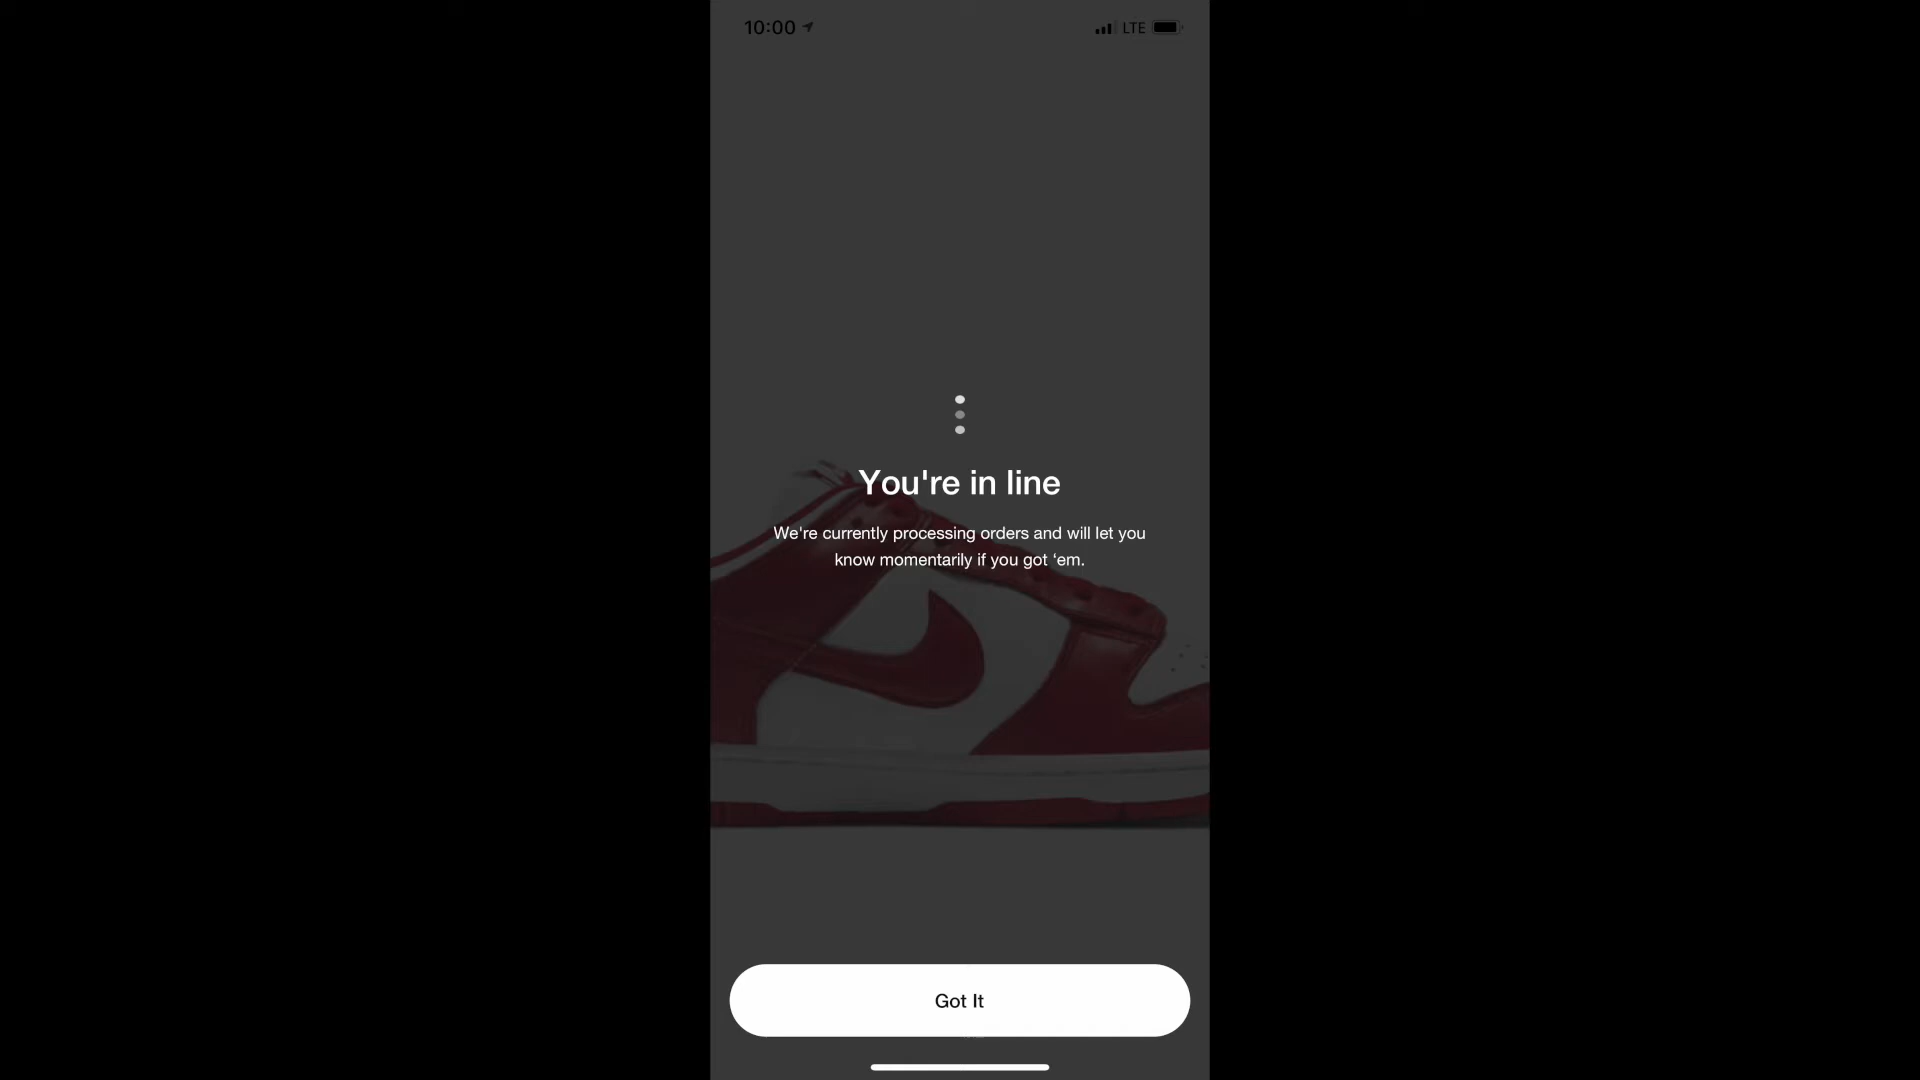 10:00 LTE
You're in line
We're currently processing orders and will let you
know momentarily if you got ‘em.
Got It